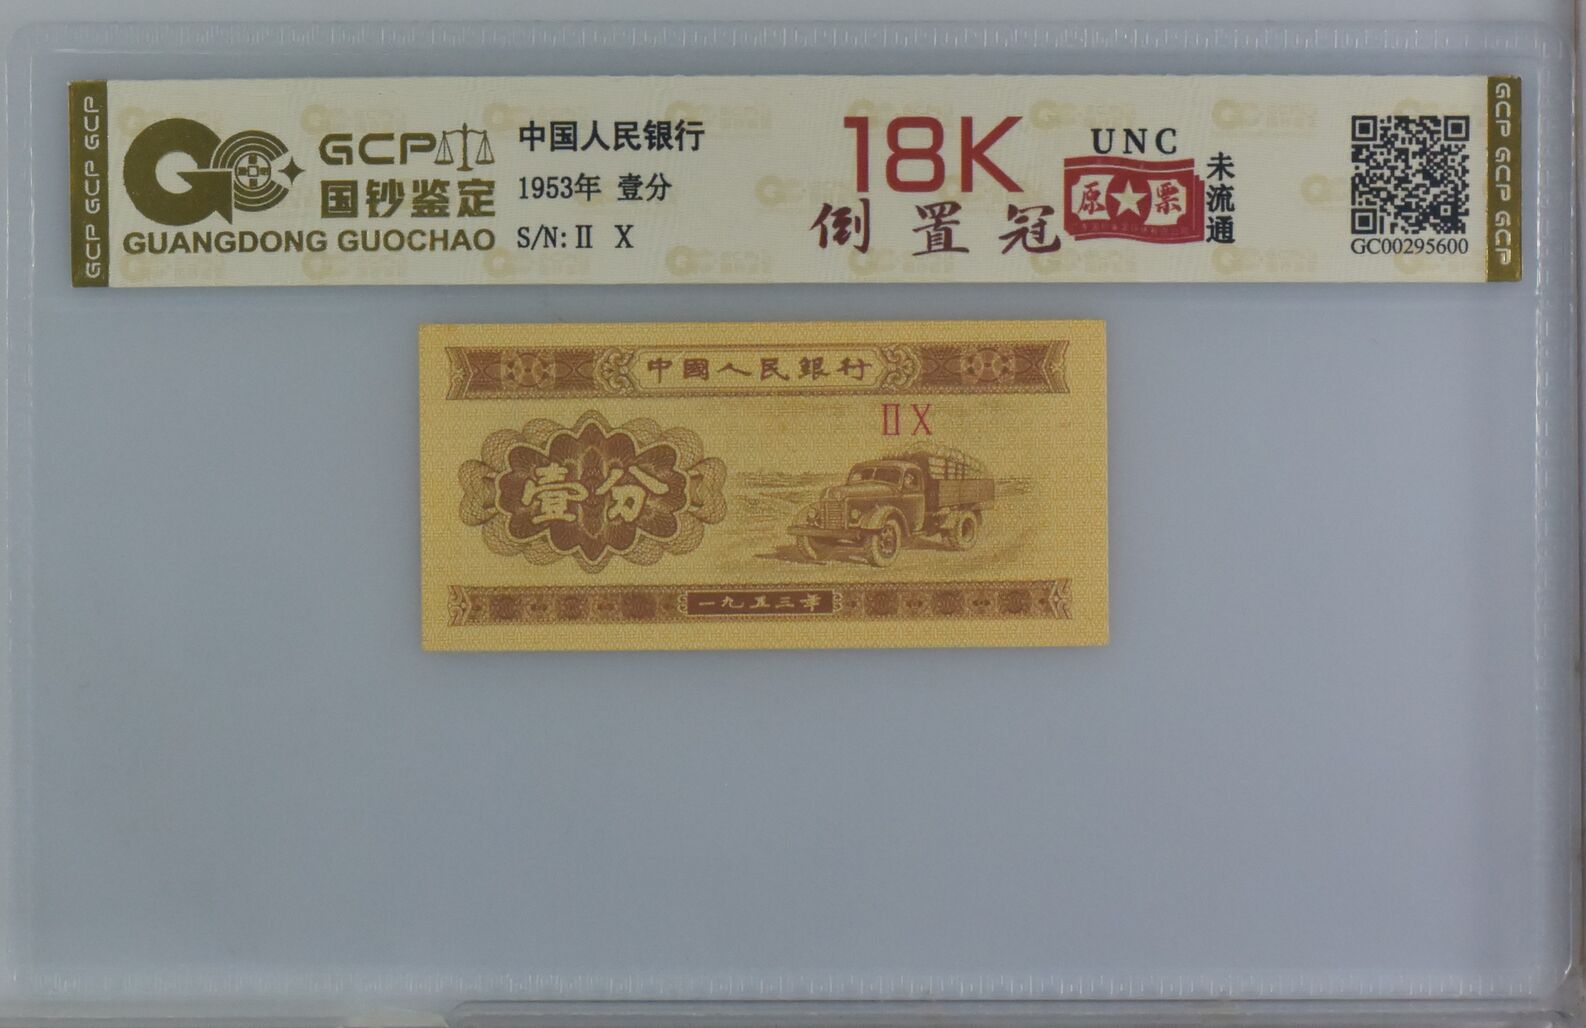 GCP GCP GCP
GCP
国钞鉴定
GUANGDONG GUOCHAO
中国人民银行
1953年 壹分
S/N: Ⅱ Ⅹ
18K
倒置冠
UNC
原★票
未流通
GC00295600
GCP GCP GCP
中國人民銀行
ⅡⅩ
壹分
一九五三年